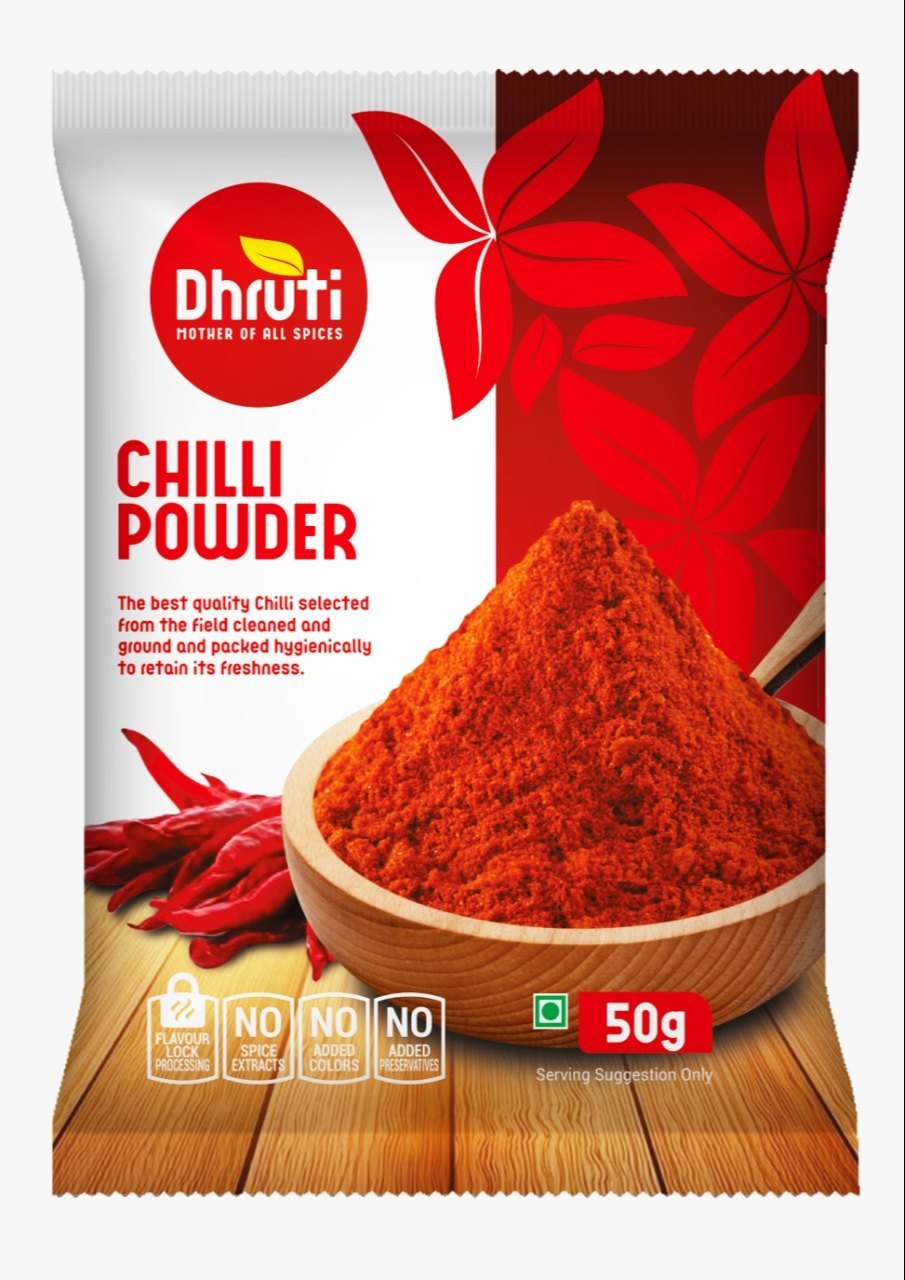 Dhruti
MOTHER OF ALL SPICES
CHILLI
POWDER
The best quality Chilli selected
from the field cleaned and
ground and packed hygienically
to retain its freshness.
FLAVOUR
LOCK
PROCESSING
NO
SPICE
EXTRACTS
NO
ADDED
COLORS
NO
ADDED
PRESERVATIVES
50g
Serving Suggestion Only